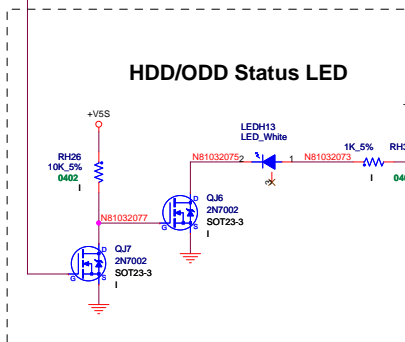 HDD/ODD Status LED
+V5S
LEDH13
LED_White
RH26
10K_5%
0402
I
N81032075
2
1
N81032073
1K_5%
I
N81032077
D
G
S
QJ6
2N7002
SOT23-3
I
D
G
S
QJ7
2N7002
SOT23-3
I